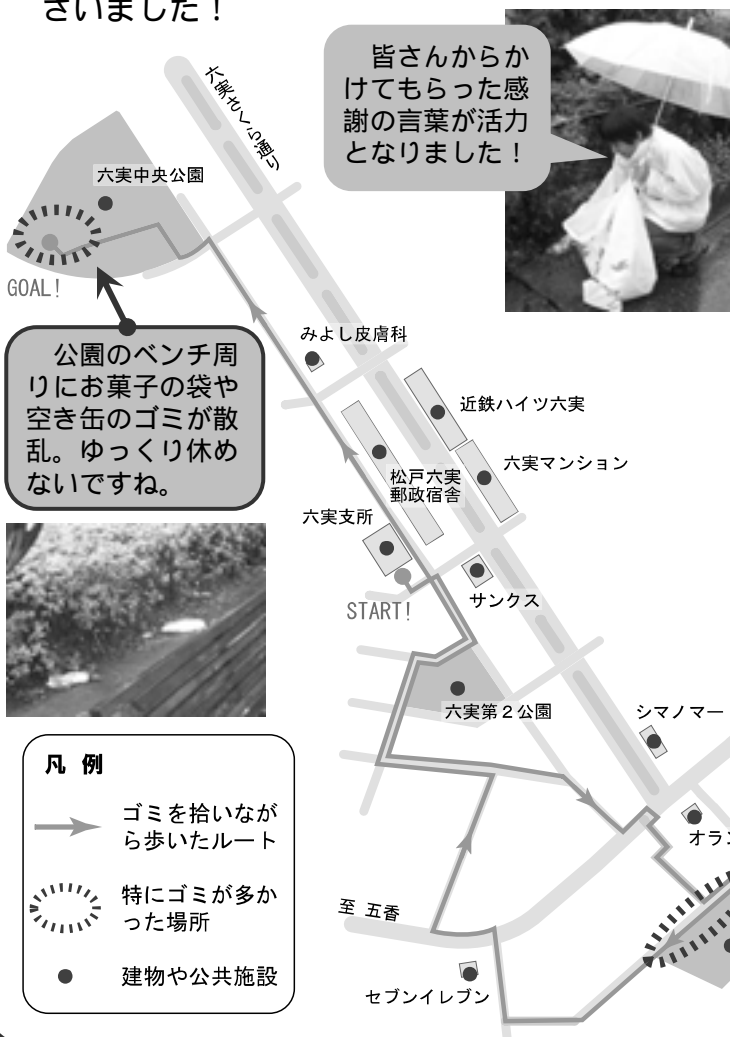 さいました！
皆さんからか
けてもらった感
謝の言葉が活力
となりました！
六実さくら通り
六実中央公園
GOAL!
公園のベンチ周
りにお菓子の袋や
空き缶のゴミが散
乱。ゆっくり休め
ないですね。
みよし皮膚科
近鉄ハイツ六実
六実マンション
松戸六実
郵政宿舎
六実支所
START!
サンクス
六実第２公園
シマノマー
オラン
至 五香
セブンイレブン
凡 例
ゴミを拾いなが
ら歩いたルート
特にゴミが多か
った場所
建物や公共施設